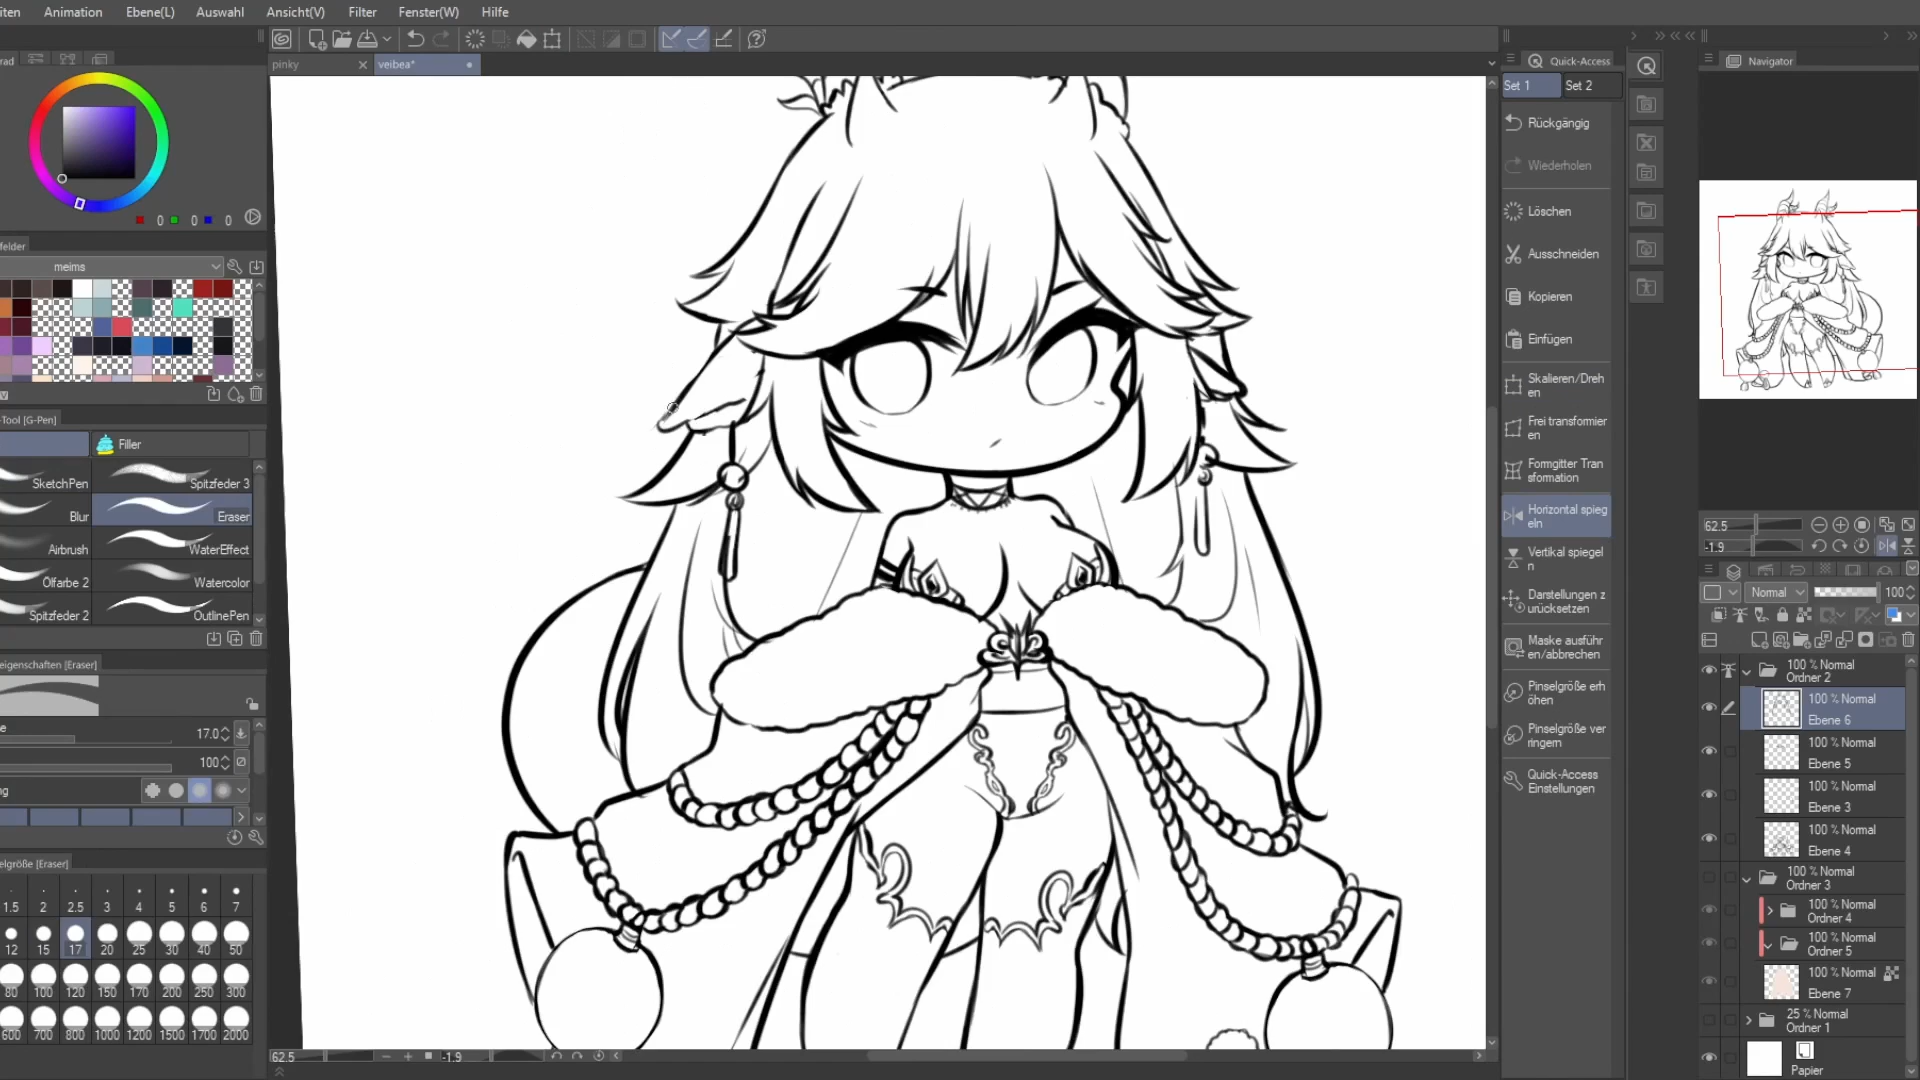 iten Animation Ebene(L) Auswahl Ansicht(V) Filter Fenster(W) Hilfe
pinky
veibea*
rad
0 0 0
felder
meims
-Tool [G-Pen]
Filler
SketchPen
Spitzfeder 3
Blur
Eraser
Airbrush
WaterEffect
Ölfarbe 2
Watercolor
Spitzfeder 2
OutlinePen
eigenschaften [Eraser]
e
17.0
100
ng
elgröße [Eraser]
1.5 2 2.5 3 4 5 6 7
12 15 17 20 25 30 40 50
80 100 120 150 170 200 250 300
600 700 800 1000 1200 1500 1700 2000
62.5
-1.9
Quick-Access
Set 1
Set 2
Rückgängig
Wiederholen
Löschen
Ausschneiden
Kopieren
Einfügen
Skalieren/Dreh
en
Frei transformier
en
Formgitter Tran
sformation
Horizontal spieg
eln
Vertikal spiegel
n
Darstellungen z
urücksetzen
Maske ausführ
en/abbrechen
Pinselgröße erh
öhen
Pinselgröße ver
ringern
Quick-Access
Einstellungen
Navigator
62.5
-1.9
Normal
100
100 % Normal
Ordner 2
100 % Normal
Ebene 6
100 % Normal
Ebene 5
100 % Normal
Ebene 3
100 % Normal
Ebene 4
100 % Normal
Ordner 3
100 % Normal
Ordner 4
100 % Normal
Ordner 5
100 % Normal
Ebene 7
25 % Normal
Ordner 1
Papier